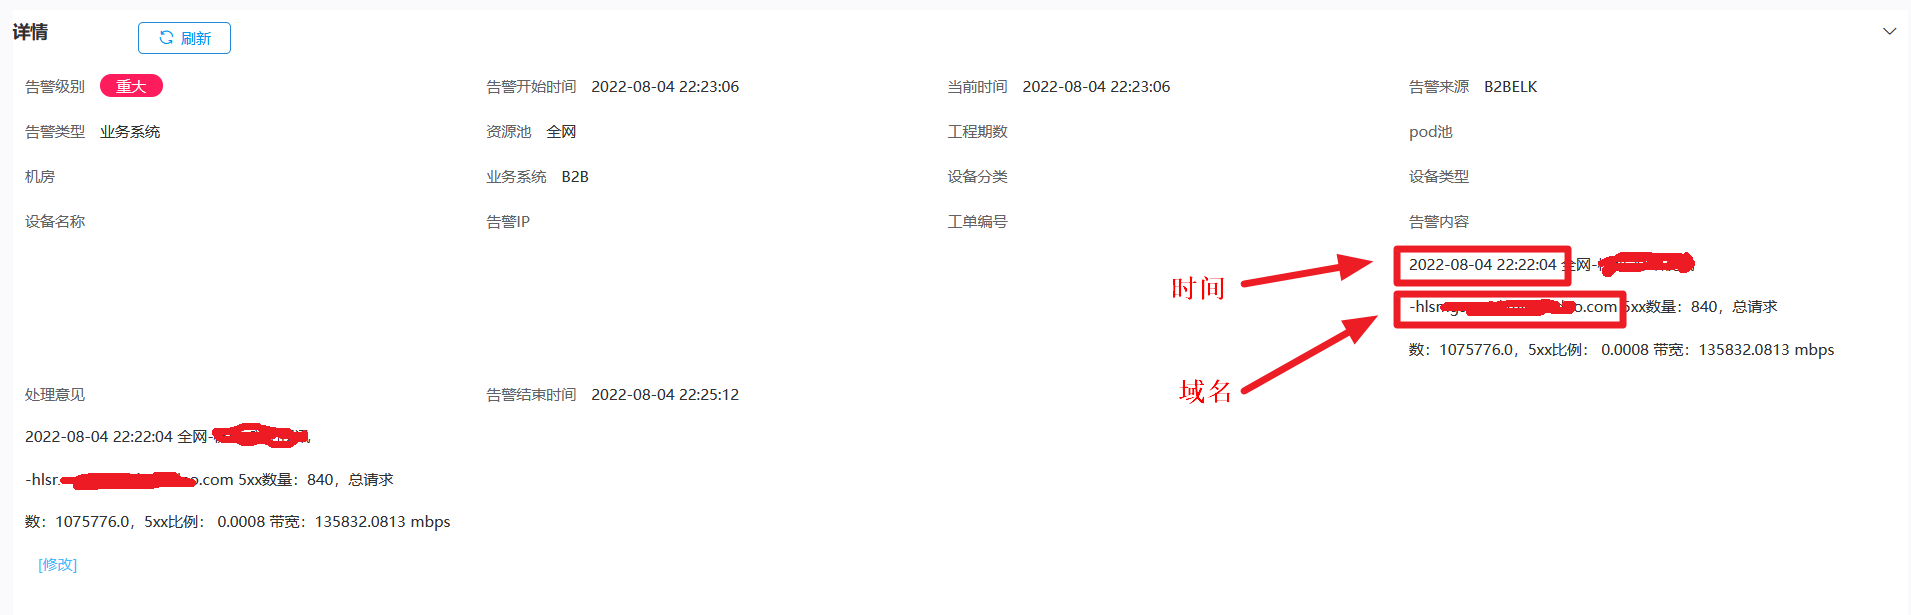 详情 刷新
告警级别 重大 告警开始时间 2022-08-04 22:23:06 当前时间 2022-08-04 22:23:06 告警来源 B2BELK
告警类型 业务系统 资源池 全网 工程期数 pod池
机房 业务系统 B2B 设备分类 设备类型
设备名称 告警IP 工单编号 告警内容
2022-08-04 22:22:04 全网-
时间
-hlsr .com 5xx数量：840，总请求
数：1075776.0，5xx比例： 0.0008 带宽：135832.0813 mbps
域名
处理意见 告警结束时间 2022-08-04 22:25:12
2022-08-04 22:22:04 全网-
-hlsr .com 5xx数量：840，总请求
数：1075776.0，5xx比例： 0.0008 带宽：135832.0813 mbps
[修改]